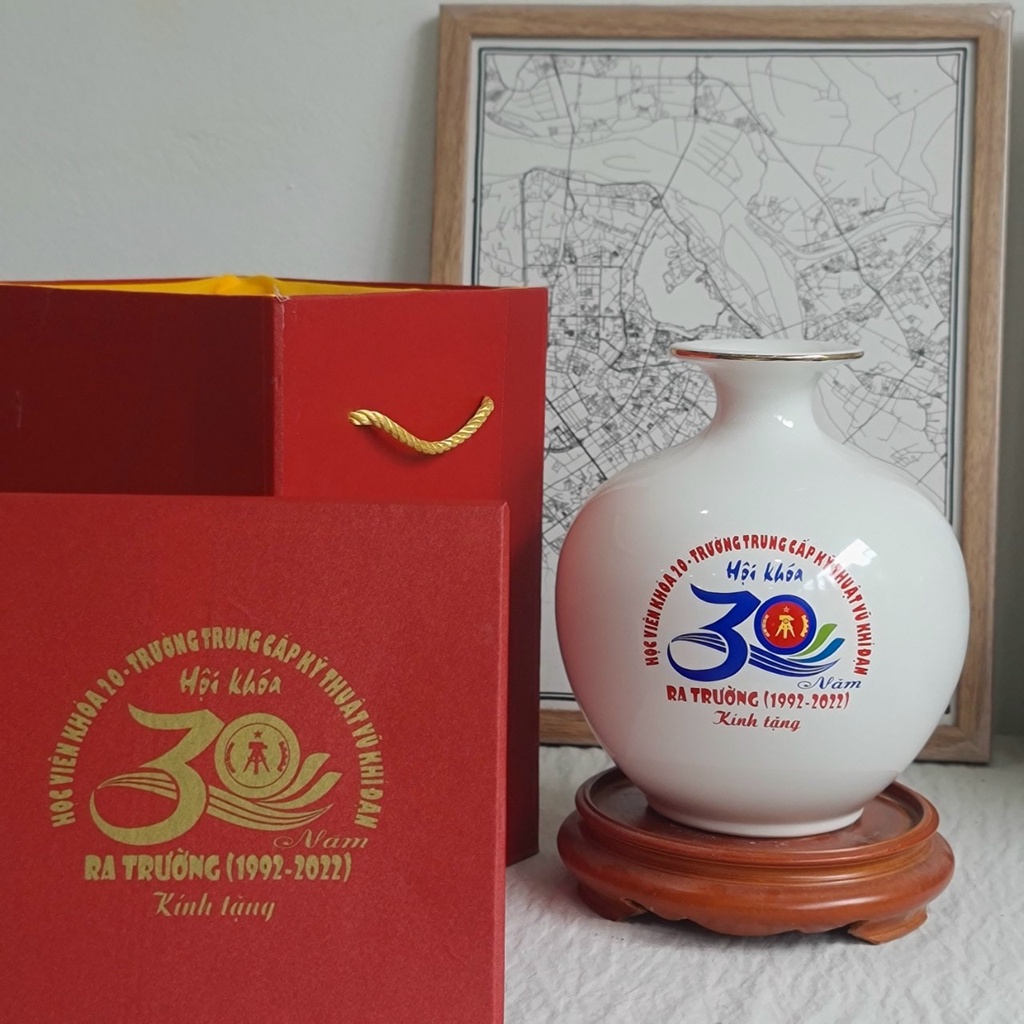 HỌC VIÊN KHÓA 20 - TRƯỜNG TRUNG CẤP KỸ THUẬT VŨ KHÍ ĐẠN
Hội khóa
30
Năm
RA TRƯỜNG (1992-2022)
Kính tặng
HỌC VIÊN KHÓA 20 - TRƯỜNG TRUNG CẤP KỸ THUẬT VŨ KHÍ ĐẠN
Hội khóa
30
Năm
RA TRƯỜNG (1992-2022)
Kính tặng